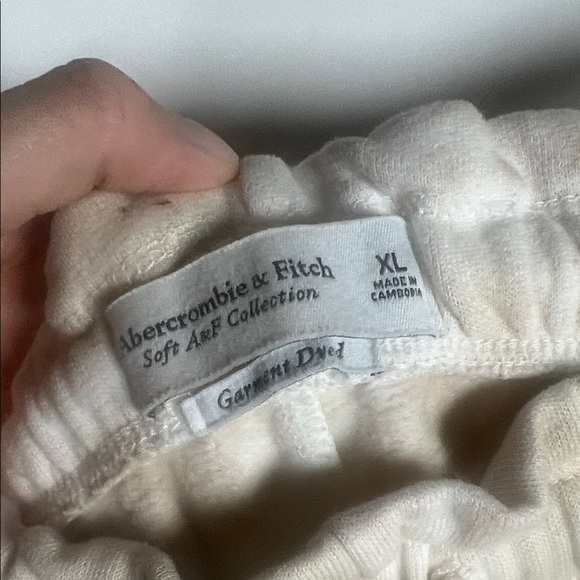 Abercrombie & Fitch
Soft A&F Collection
XL
MADE IN
CAMBODIA
Garment Dyed